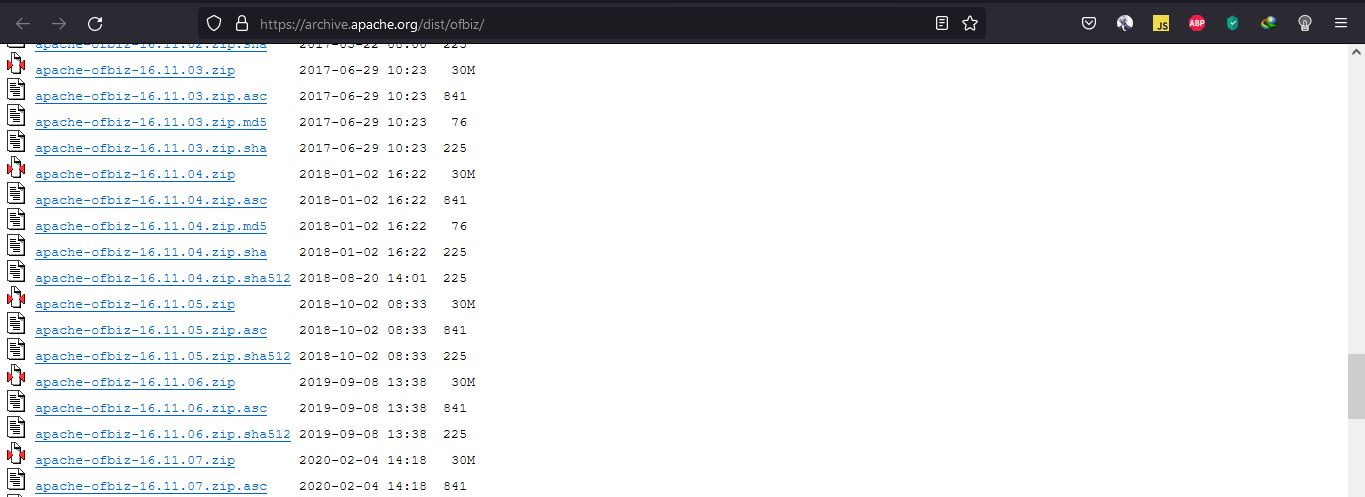 https://archive.apache.org/dist/ofbiz/
JS
ABP
apache-ofbiz-16.11.02.zip.sha 2017-05-22 08:00 225
apache-ofbiz-16.11.03.zip 2017-06-29 10:23 30M
apache-ofbiz-16.11.03.zip.asc 2017-06-29 10:23 841
apache-ofbiz-16.11.03.zip.md5 2017-06-29 10:23 76
apache-ofbiz-16.11.03.zip.sha 2017-06-29 10:23 225
apache-ofbiz-16.11.04.zip 2018-01-02 16:22 30M
apache-ofbiz-16.11.04.zip.asc 2018-01-02 16:22 841
apache-ofbiz-16.11.04.zip.md5 2018-01-02 16:22 76
apache-ofbiz-16.11.04.zip.sha 2018-01-02 16:22 225
apache-ofbiz-16.11.04.zip.sha512 2018-08-20 14:01 225
apache-ofbiz-16.11.05.zip 2018-10-02 08:33 30M
apache-ofbiz-16.11.05.zip.asc 2018-10-02 08:33 841
apache-ofbiz-16.11.05.zip.sha512 2018-10-02 08:33 225
apache-ofbiz-16.11.06.zip 2019-09-08 13:38 30M
apache-ofbiz-16.11.06.zip.asc 2019-09-08 13:38 841
apache-ofbiz-16.11.06.zip.sha512 2019-09-08 13:38 225
apache-ofbiz-16.11.07.zip 2020-02-04 14:18 30M
apache-ofbiz-16.11.07.zip.asc 2020-02-04 14:18 841